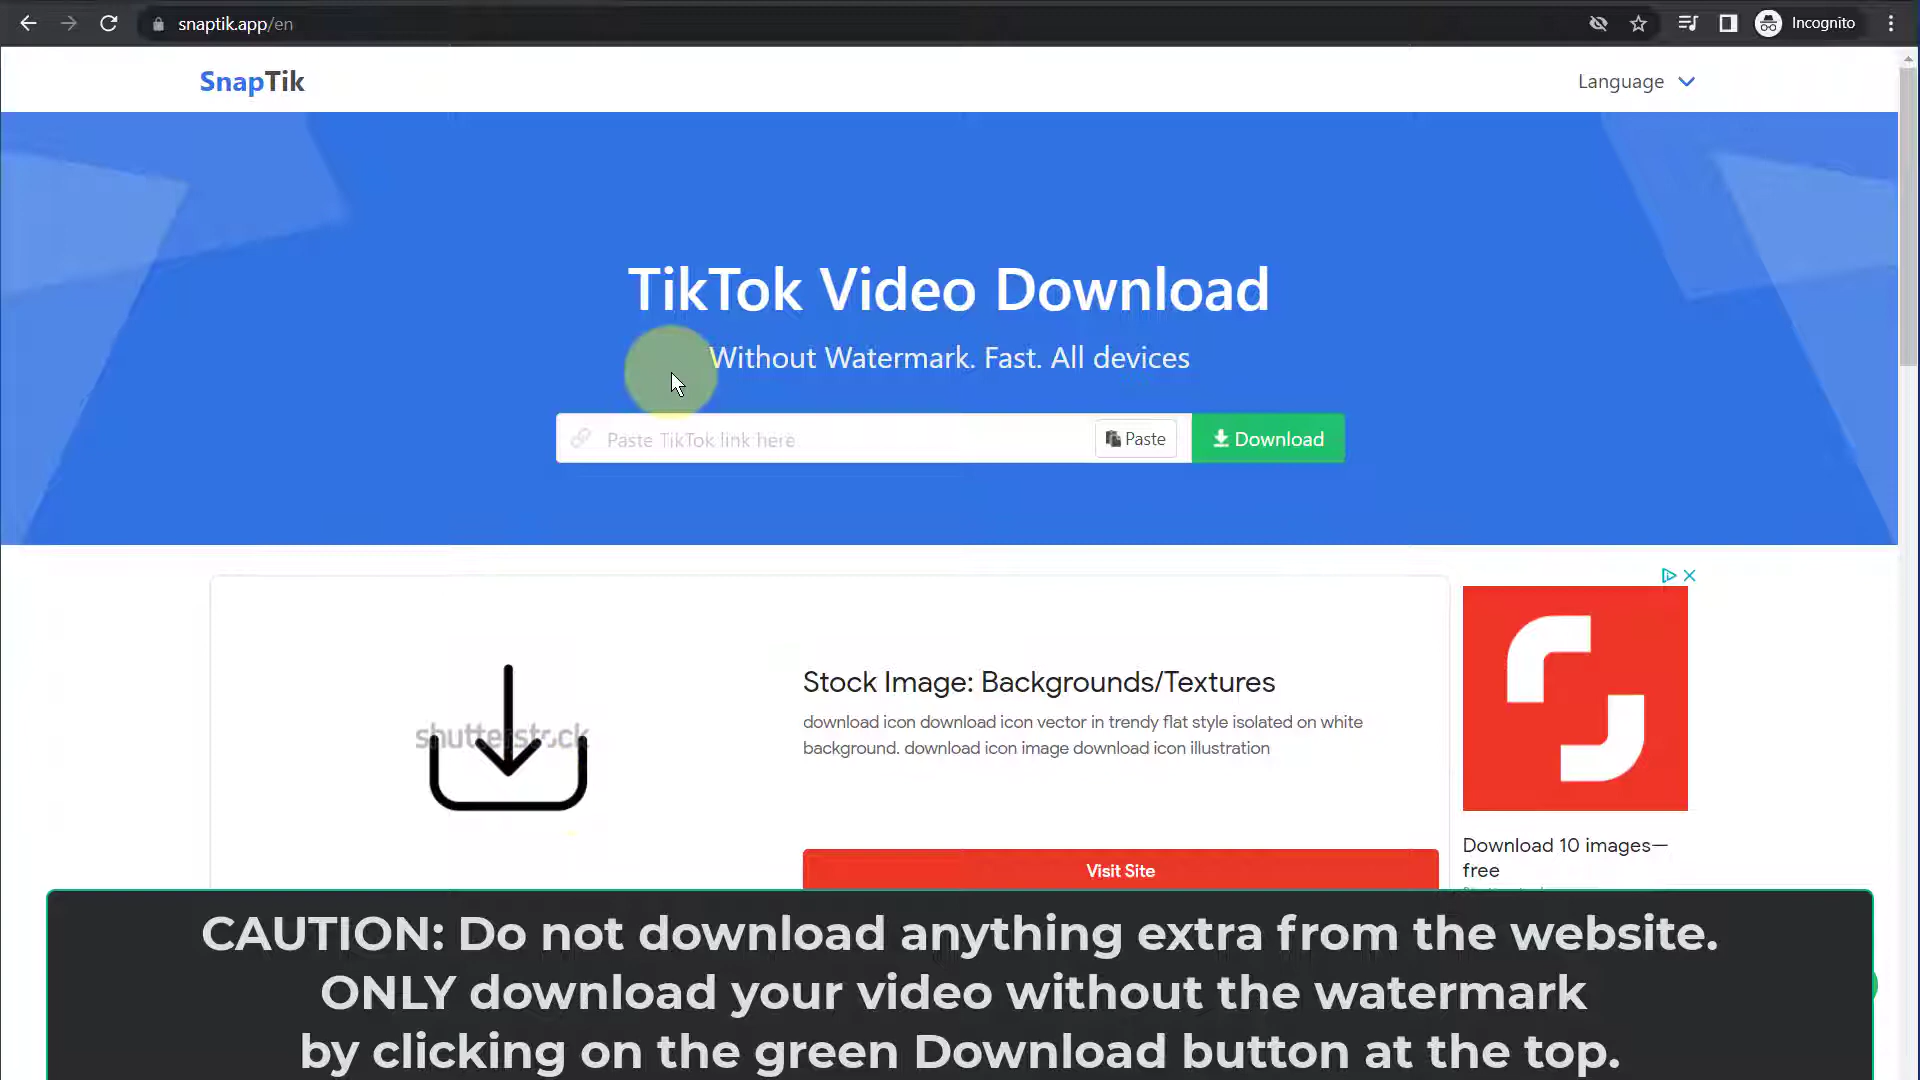 snaptik.app/en
Incognito
SnapTik
Language
TikTok Video Download
Without Watermark. Fast. All devices
Paste TikTok link here
Paste
Download
shutterstock
Stock Image: Backgrounds/Textures
download icon download icon vector in trendy flat style isolated on white
background. download icon image download icon illustration
Visit Site
Download 10 images—
free
CAUTION: Do not download anything extra from the website.
ONLY download your video without the watermark
by clicking on the green Download button at the top.